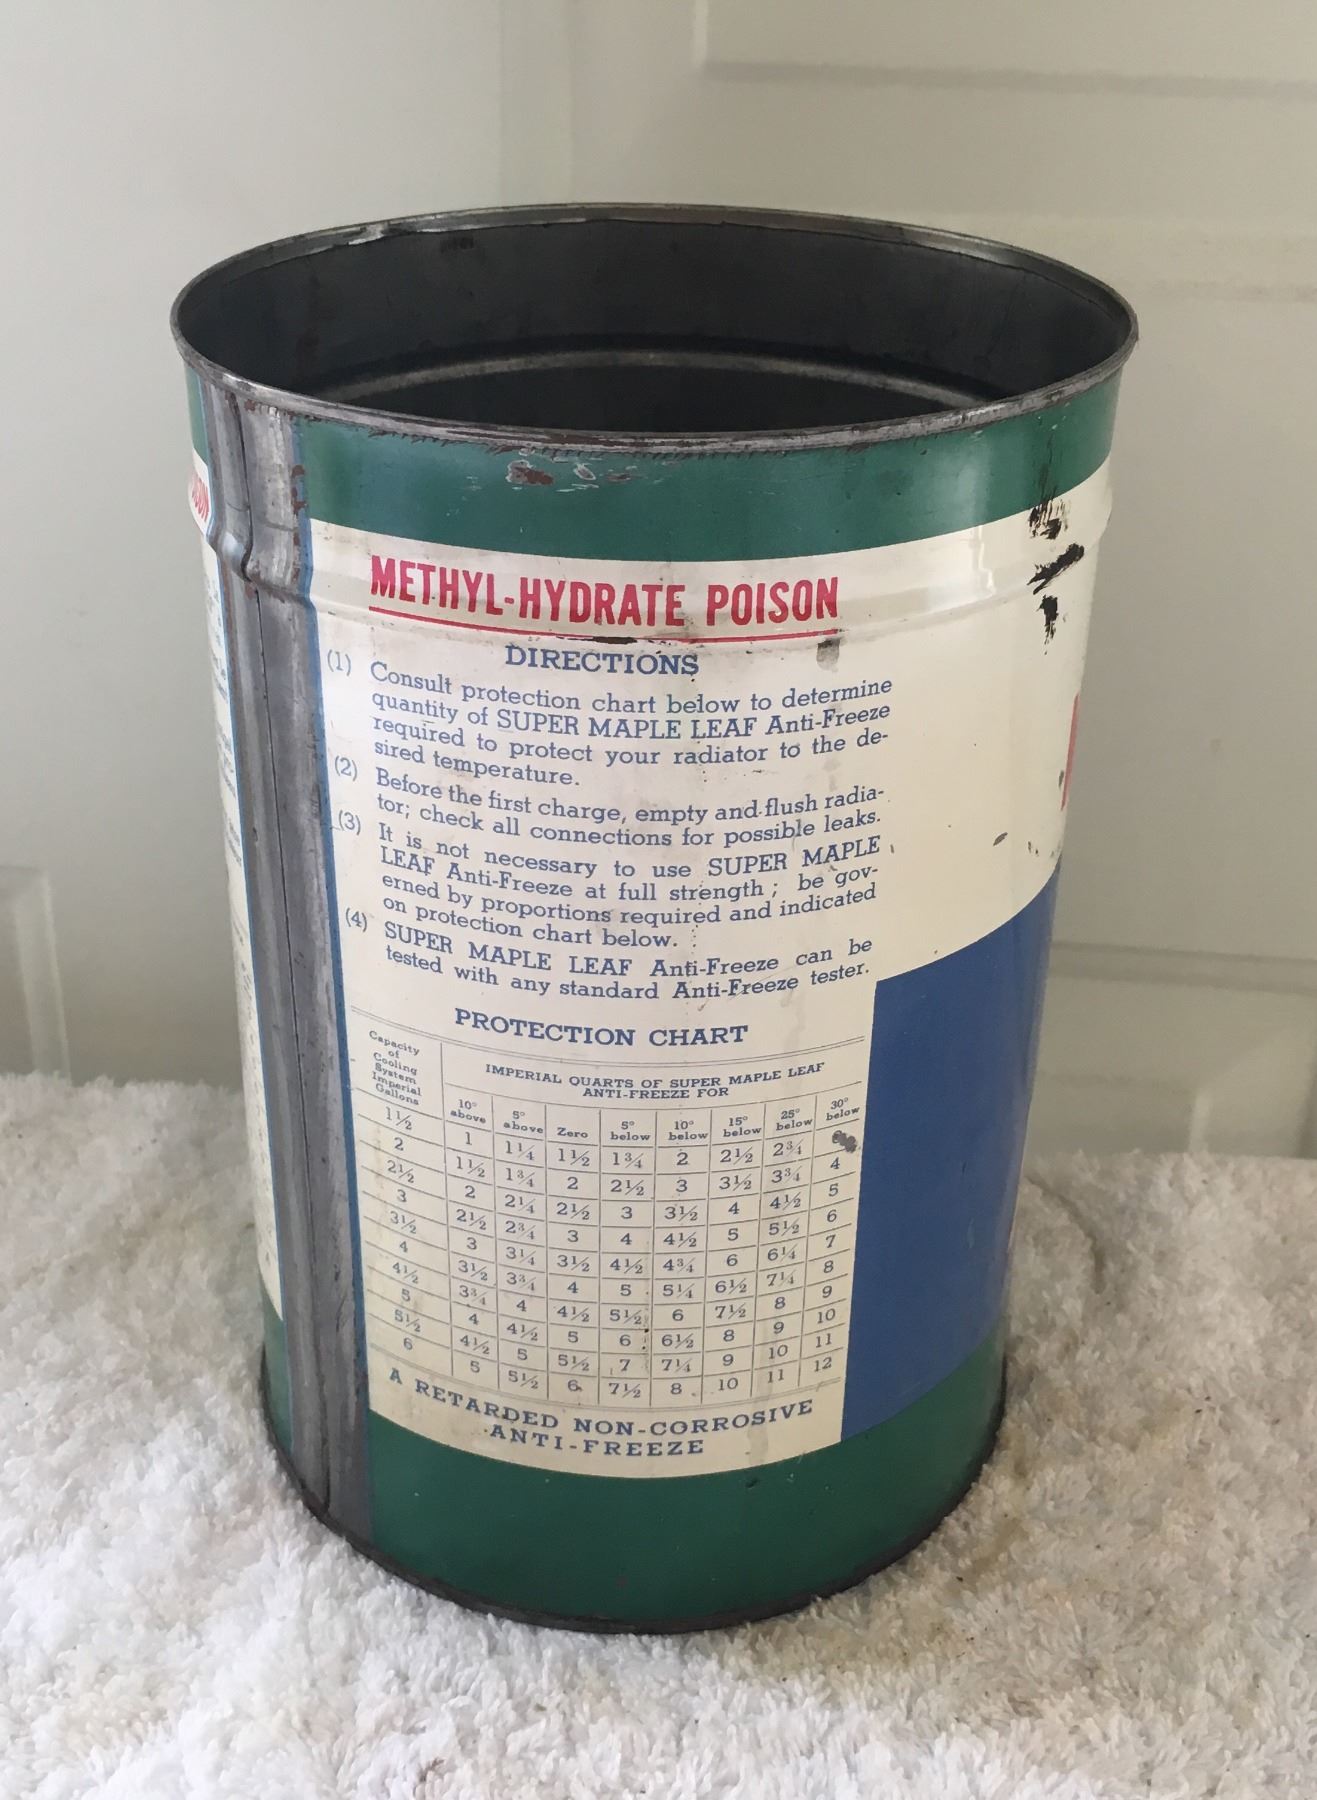 METHYL-HYDRATE POISON
DIRECTIONS
(1) Consult protection chart below to determine
quantity of SUPER MAPLE LEAF Anti-Freeze
required to protect your radiator to the de-
sired temperature.
(2) Before the first charge, empty and flush radia-
tor; check all connections for possible leaks.
(3) It is not necessary to use SUPER MAPLE
LEAF Anti-Freeze at full strength; be gov-
erned by proportions required and indicated
on protection chart below.
(4) SUPER MAPLE LEAF Anti-Freeze can be
tested with any standard Anti-Freeze tester.
PROTECTION CHART
Capacity
of
Cooling
System
Imperial
Gallons
IMPERIAL QUARTS OF SUPER MAPLE LEAF
ANTI-FREEZE FOR
10° above 5° above Zero 5° below 10° below 15° below 25° below 30° below
1½ 1 1¼ 1½ 1¾ 2 2½ 2¾
2 1½ 1¾ 2 2½ 3 3½ 3¾ 4
2½ 2 2¼ 2½ 3 3½ 4 4½ 5
3 2½ 2¾ 3 4 4½ 5 5½ 6
3½ 3 3¼ 3½ 4½ 4¾ 6 6¼ 7
4 3½ 3¾ 4 5 5¼ 6½ 7¼ 8
4½ 3¾ 4 4½ 5½ 6 7½ 8 9
5 4 4½ 5 6 6½ 8 9 10
5½ 4½ 5 5½ 7 7¼ 9 10 11
6 5 5½ 6 7½ 8 10 11 12
A RETARDED NON-CORROSIVE
ANTI-FREEZE